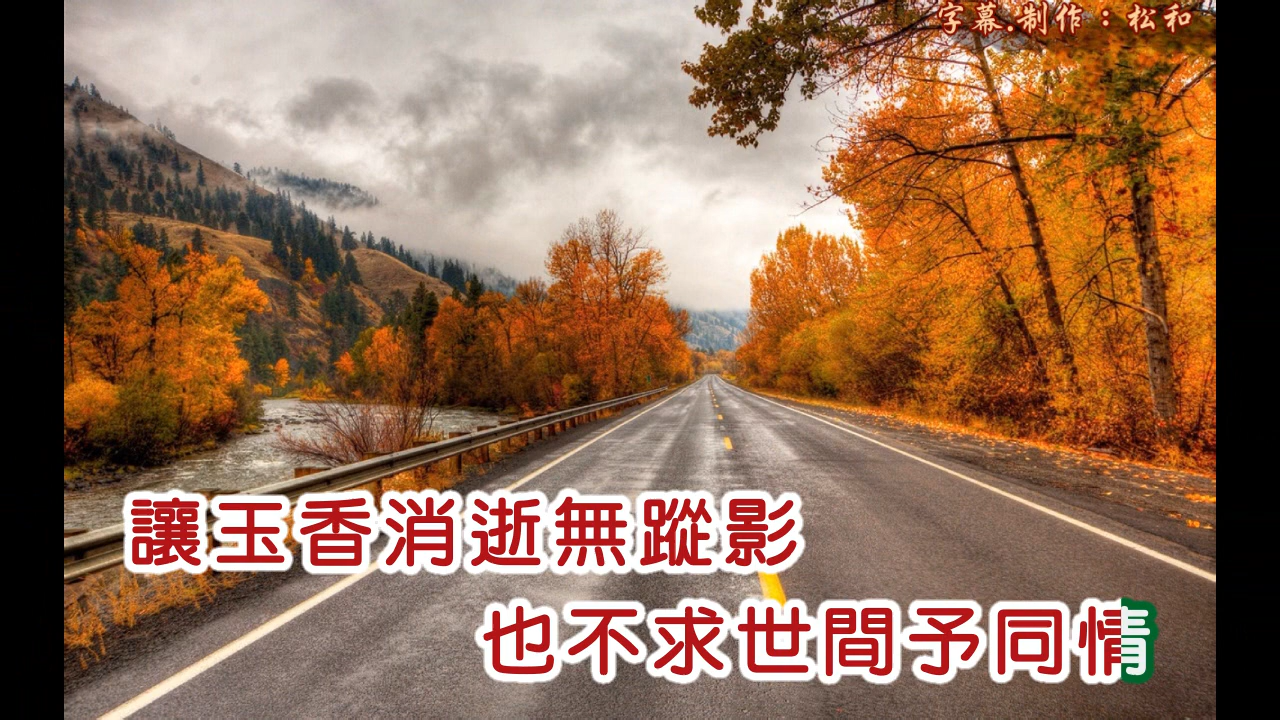 字幕.制作：松和
讓玉香消逝無蹤影
也不求世間予同情